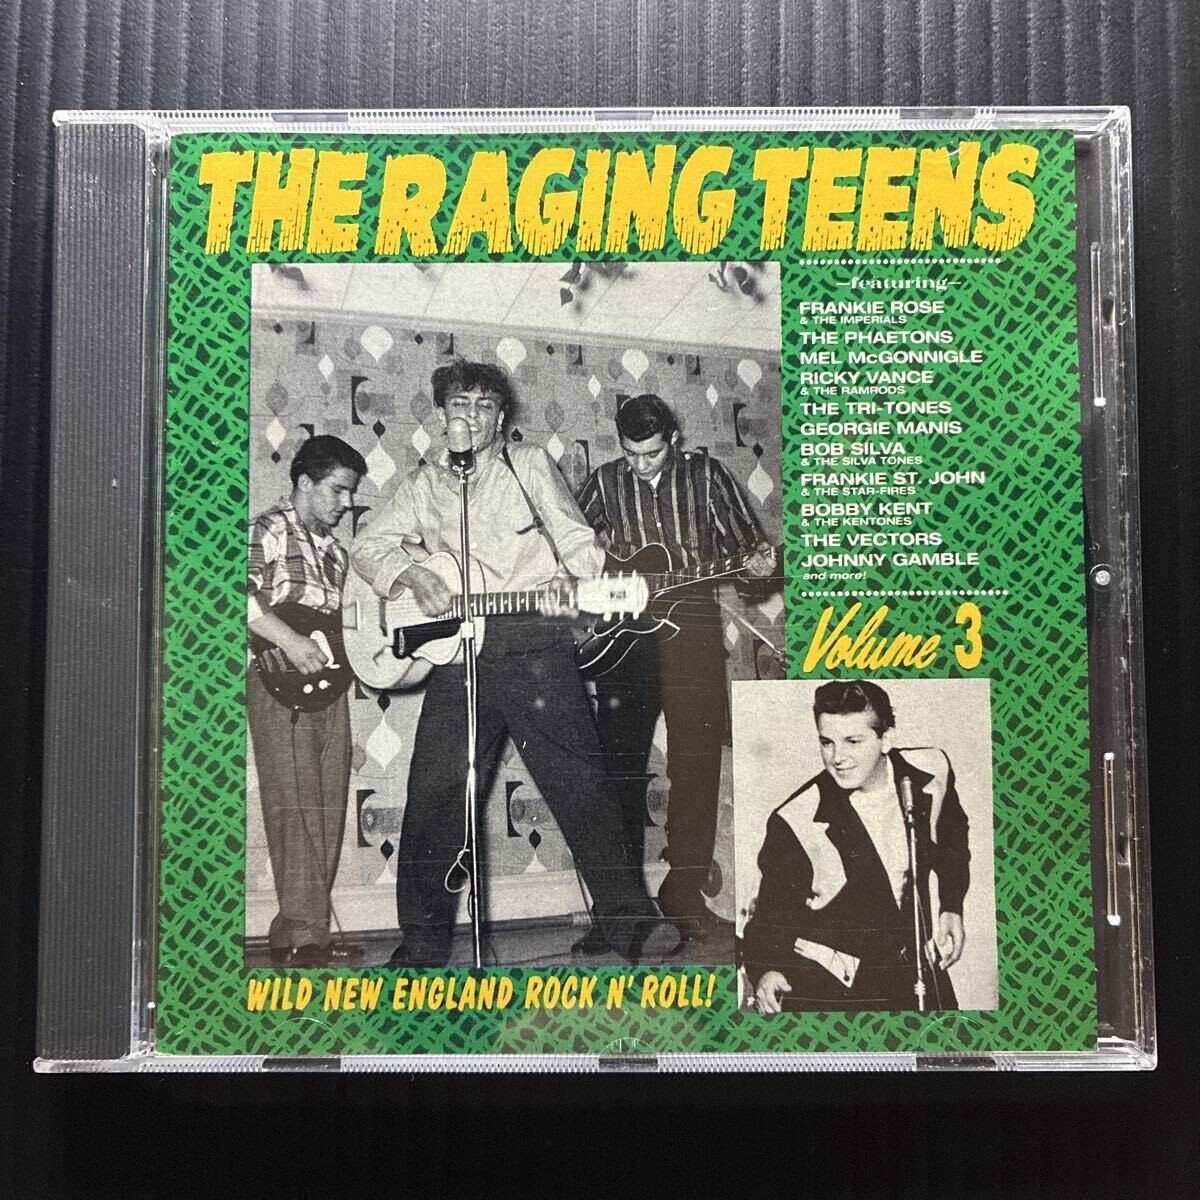 THE RAGING TEENS
-featuring-
FRANKIE ROSE
& THE IMPERIALS
THE PHAETONS
MEL McGONNIGLE
RICKY VANCE
& THE RAMRODS
THE TRI-TONES
GEORGIE MANIS
BOB SILVA
& THE SILVA TONES
FRANKIE ST. JOHN
& THE STAR-FIRES
BOBBY KENT
& THE KENTONES
THE VECTORS
JOHNNY GAMBLE
and more!
Volume 3
WILD NEW ENGLAND ROCK N' ROLL!